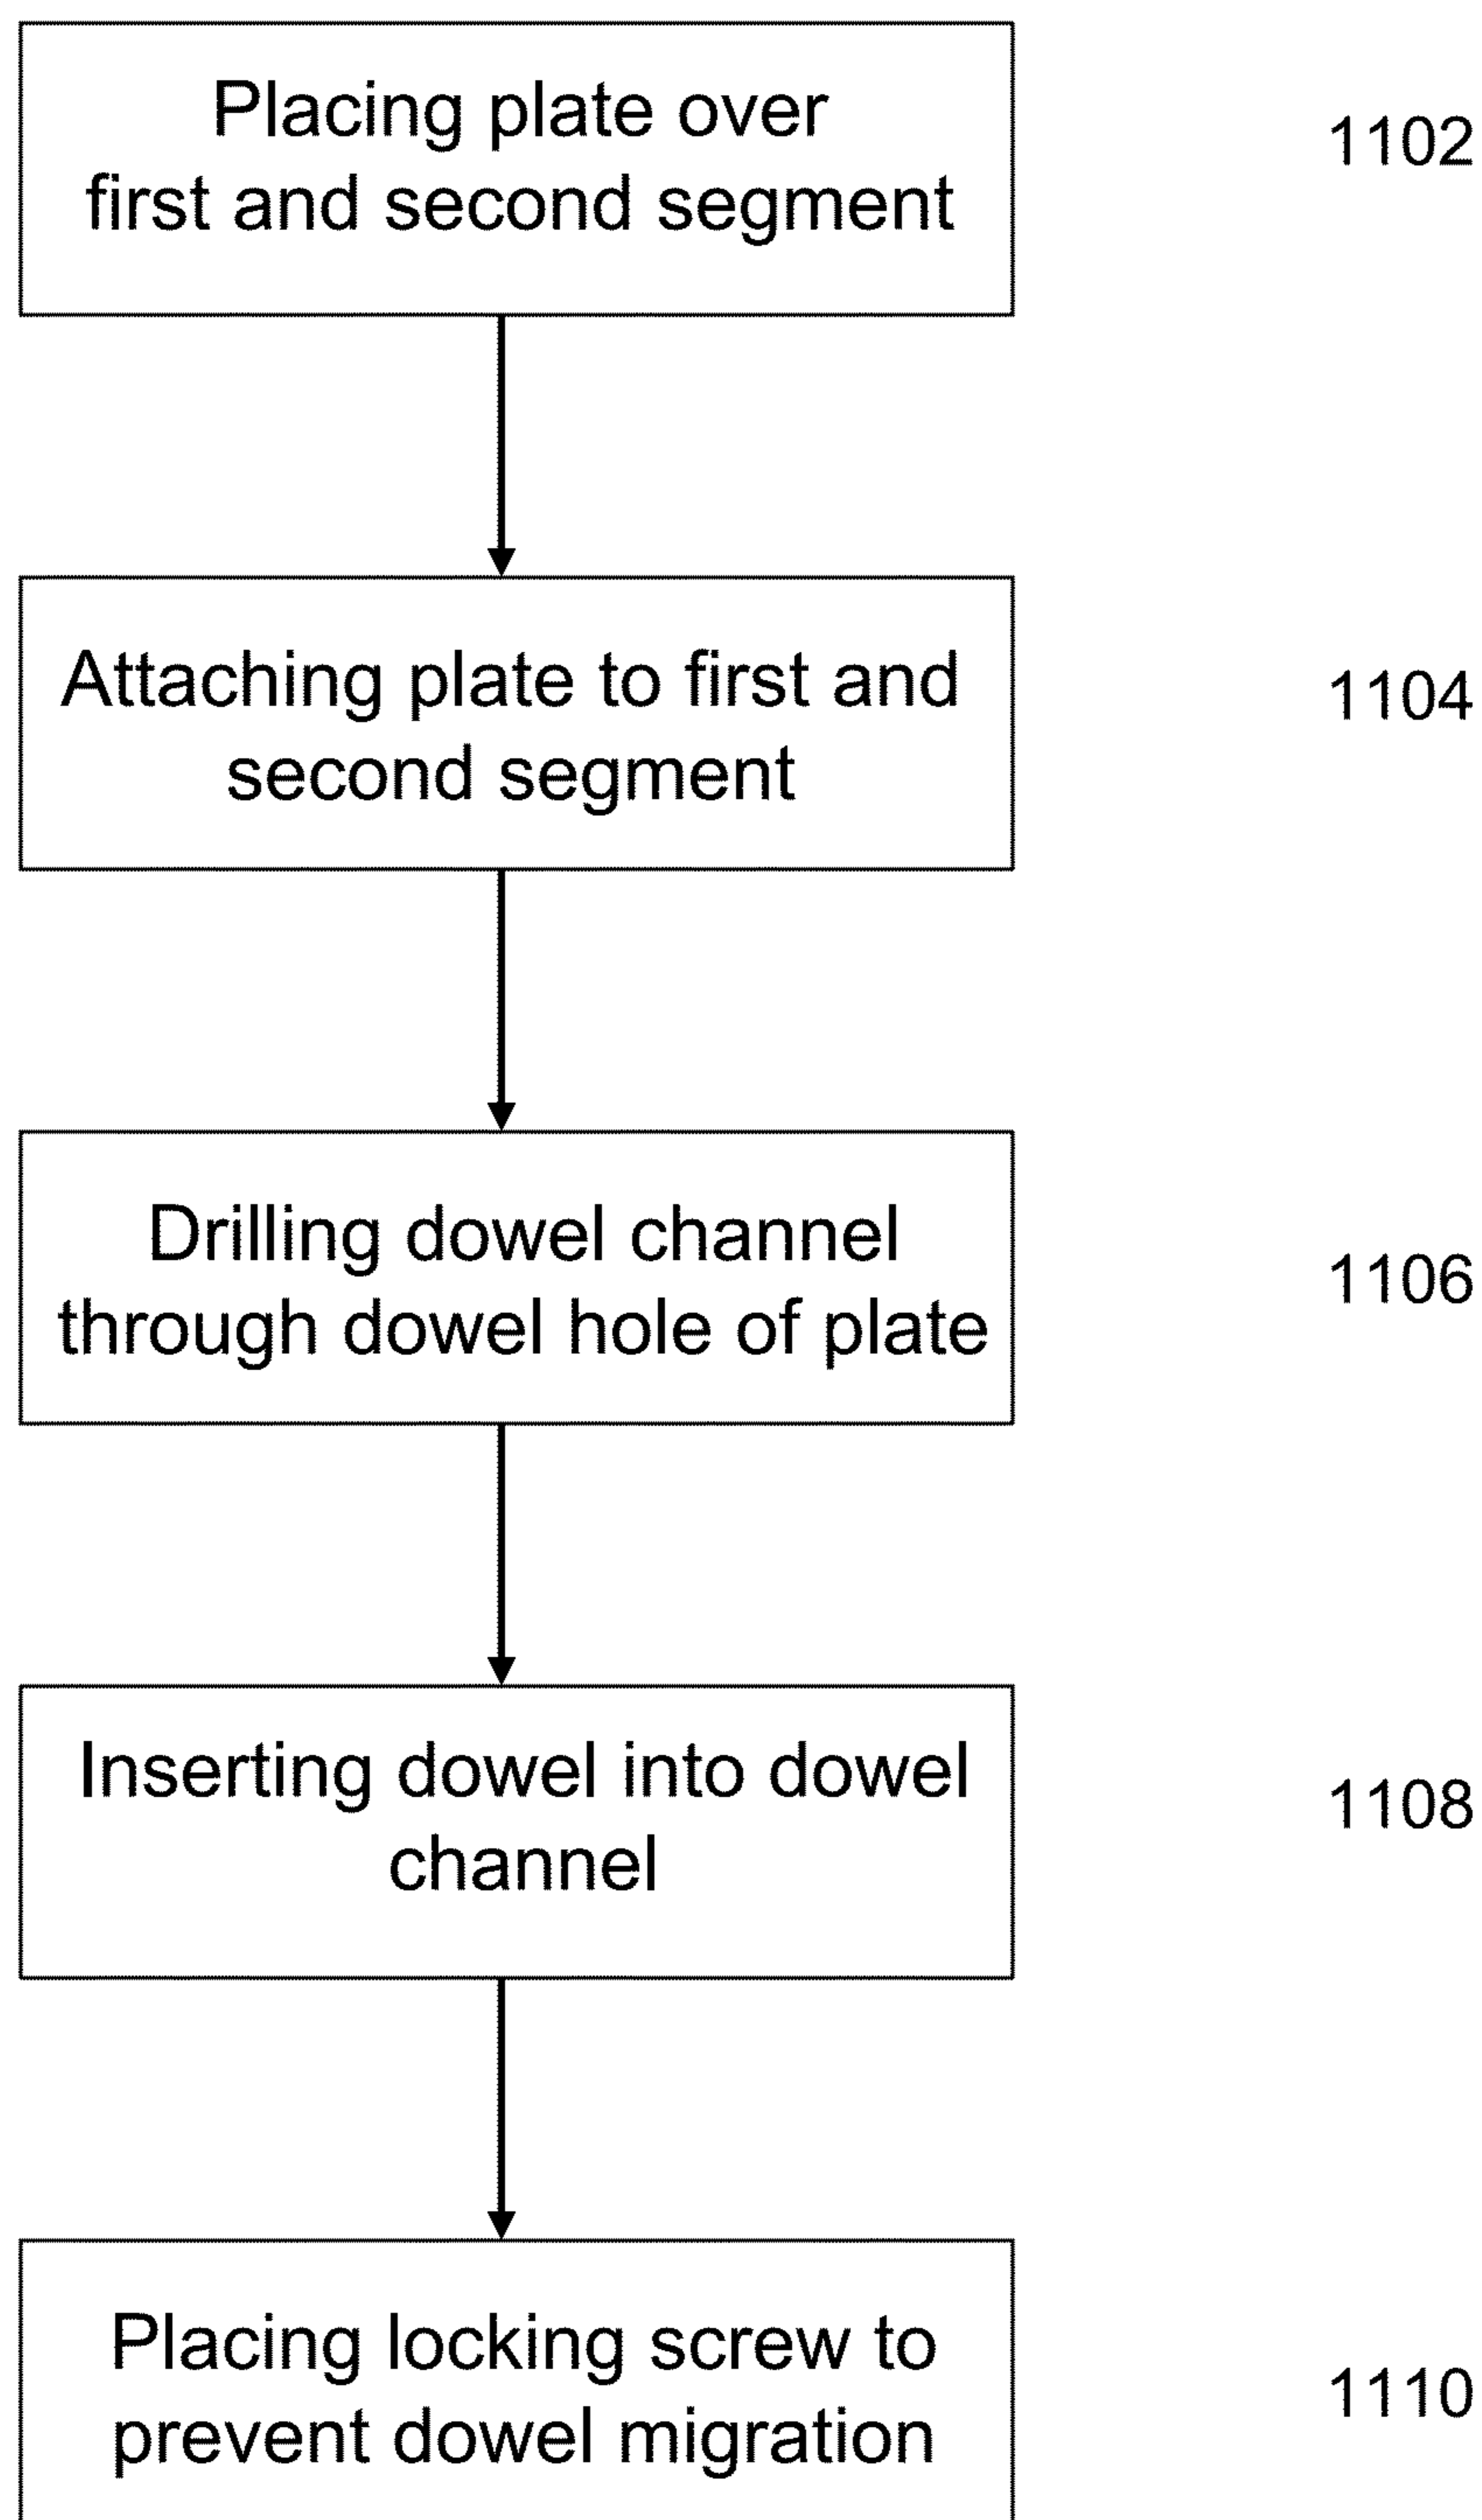 Placing plate over
first and second segment
1102
Attaching plate to first and
second segment
1104
Drilling dowel channel
through dowel hole of plate
1106
Inserting dowel into dowel
channel
1108
Placing locking screw to
prevent dowel migration
1110